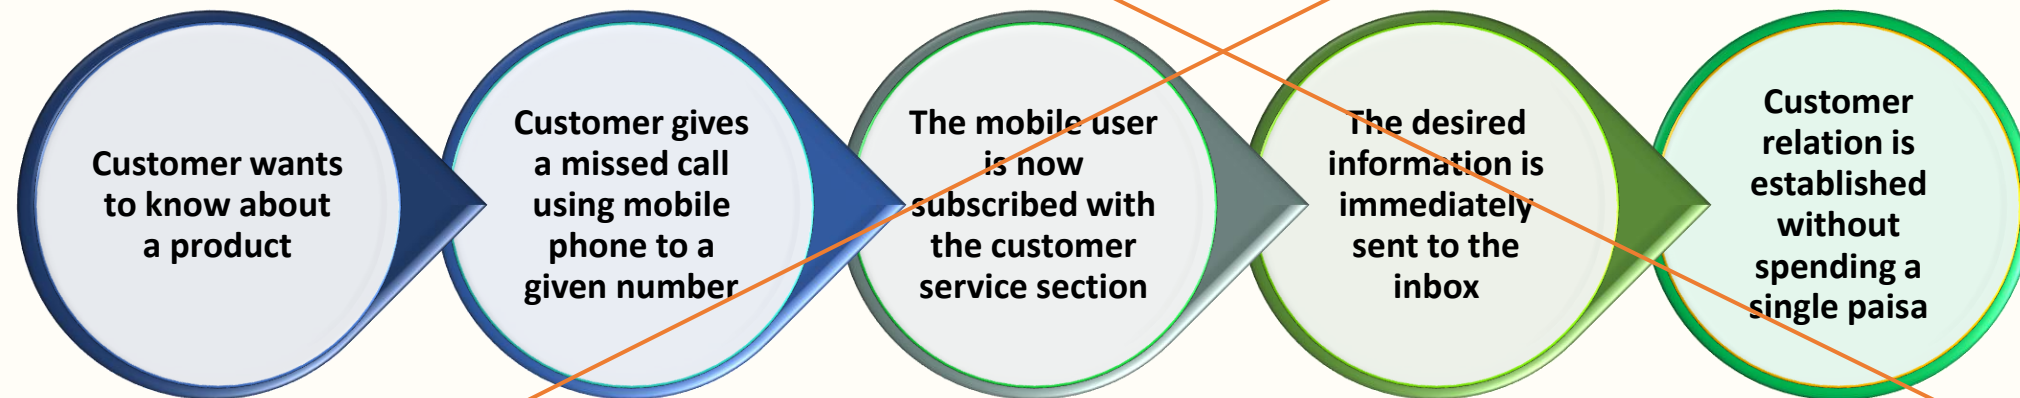 Customer wants
to know about
a product
Customer gives
a missed call
using mobile
phone to a
given number
The mobile user
is now
subscribed with
the customer
service section
The desired
information is
immediately
sent to the
inbox
Customer
relation is
established
without
spending a
single paisa